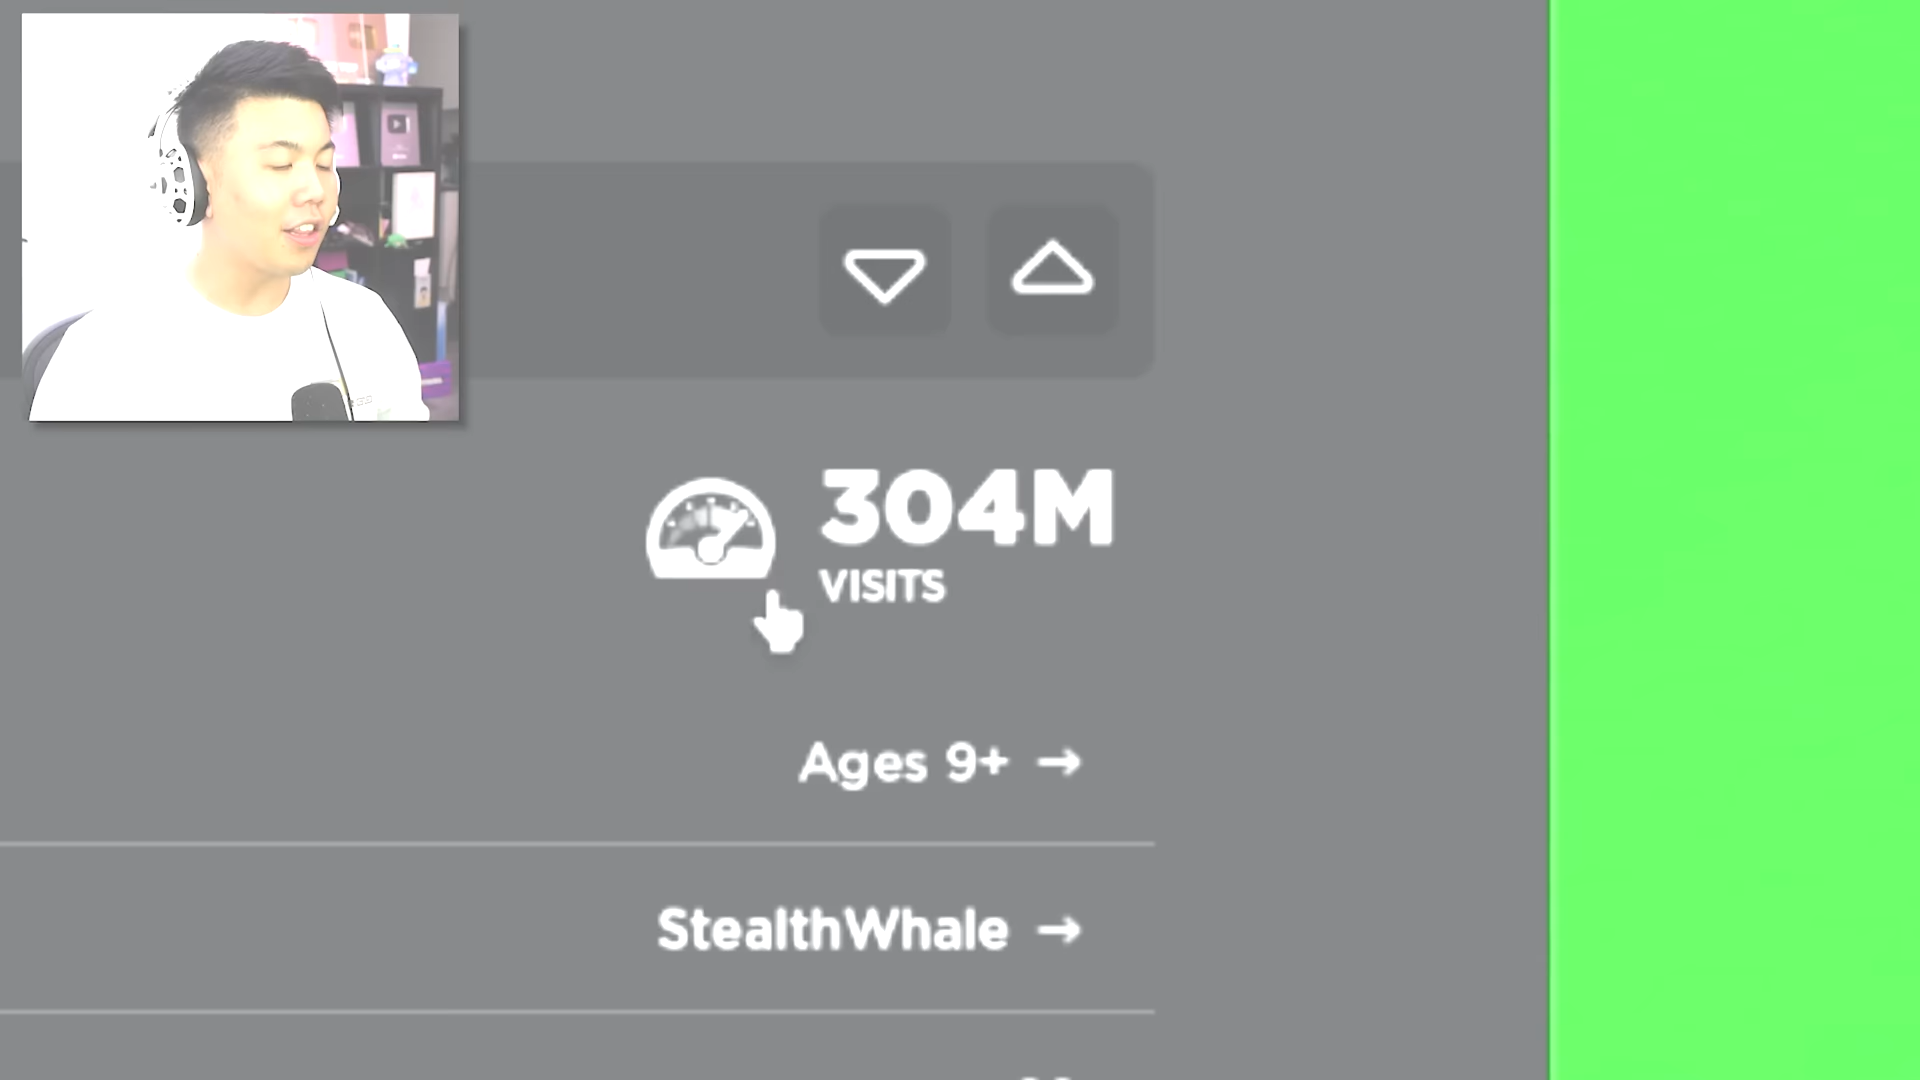 304M
VISITS
Ages 9+ →
StealthWhale →